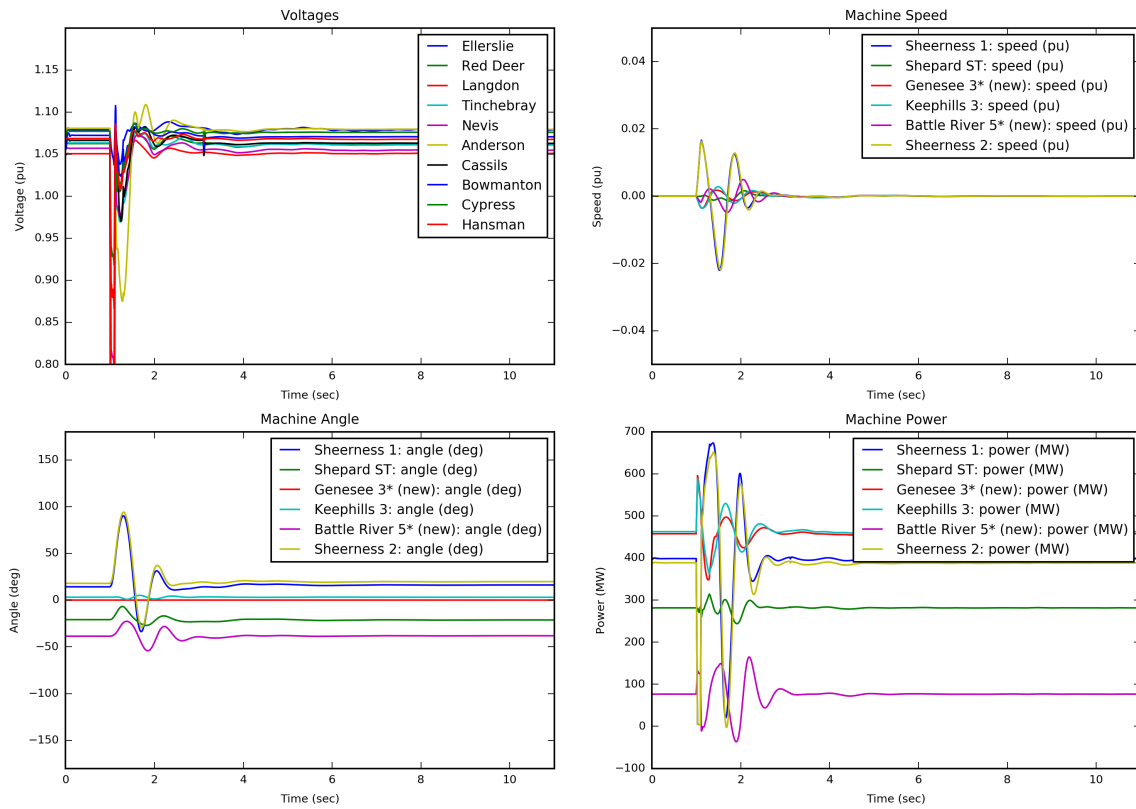 Voltages
1.15
1.10
1.05
1.00
0.95
0.90
0.85
0.80
Voltage (pu)
0
2
4
6
8
10
Time (sec)
Ellerslie
Red Deer
Langdon
Tinchebray
Nevis
Anderson
Cassils
Bowmanton
Cypress
Hansman
Machine Speed
0.04
0.02
0.00
−0.02
−0.04
Speed (pu)
0
2
4
6
8
10
Time (sec)
Sheerness 1: speed (pu)
Shepard ST: speed (pu)
Genesee 3* (new): speed (pu)
Keephills 3: speed (pu)
Battle River 5* (new): speed (pu)
Sheerness 2: speed (pu)
Machine Angle
150
100
50
0
−50
−100
−150
Angle (deg)
0
2
4
6
8
10
Time (sec)
Sheerness 1: angle (deg)
Shepard ST: angle (deg)
Genesee 3* (new): angle (deg)
Keephills 3: angle (deg)
Battle River 5* (new): angle (deg)
Sheerness 2: angle (deg)
Machine Power
700
600
500
400
300
200
100
0
−100
Power (MW)
0
2
4
6
8
10
Time (sec)
Sheerness 1: power (MW)
Shepard ST: power (MW)
Genesee 3* (new): power (MW)
Keephills 3: power (MW)
Battle River 5* (new): power (MW)
Sheerness 2: power (MW)